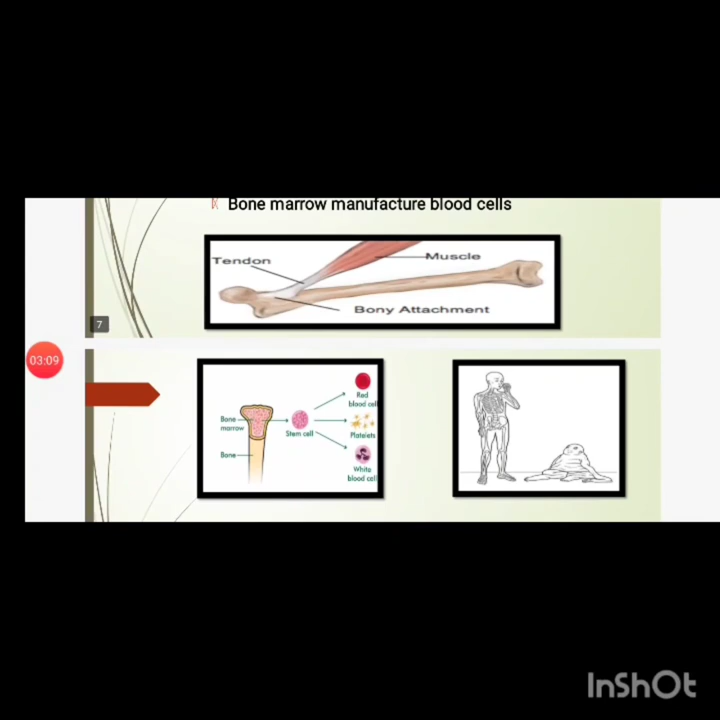 Bone marrow manufacture blood cells
Tendon
Muscle
Bony Attachment
7
03:09
Bone
marrow
Stem cell
Bone
Red
blood cell
Platelets
White
blood cell
InShOt